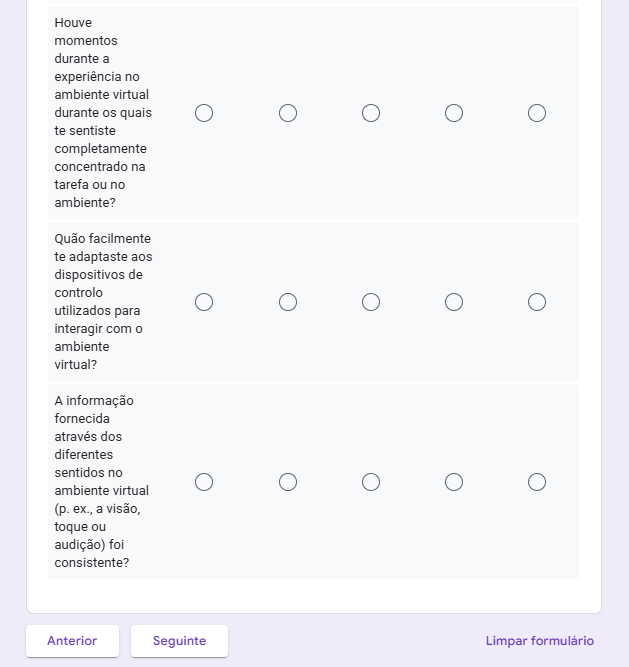 Houve
momentos
durante a
experiência no
ambiente virtual
durante os quais
te sentiste
completamente
concentrado na
tarefa ou no
ambiente?
Quão facilmente
te adaptaste aos
dispositivos de
controlo
utilizados para
interagir com o
ambiente
virtual?
A informação
fornecida
através dos
diferentes
sentidos no
ambiente virtual
(p. ex., a visão,
toque ou
audição) foi
consistente?
Anterior
Seguinte
Limpar formulário